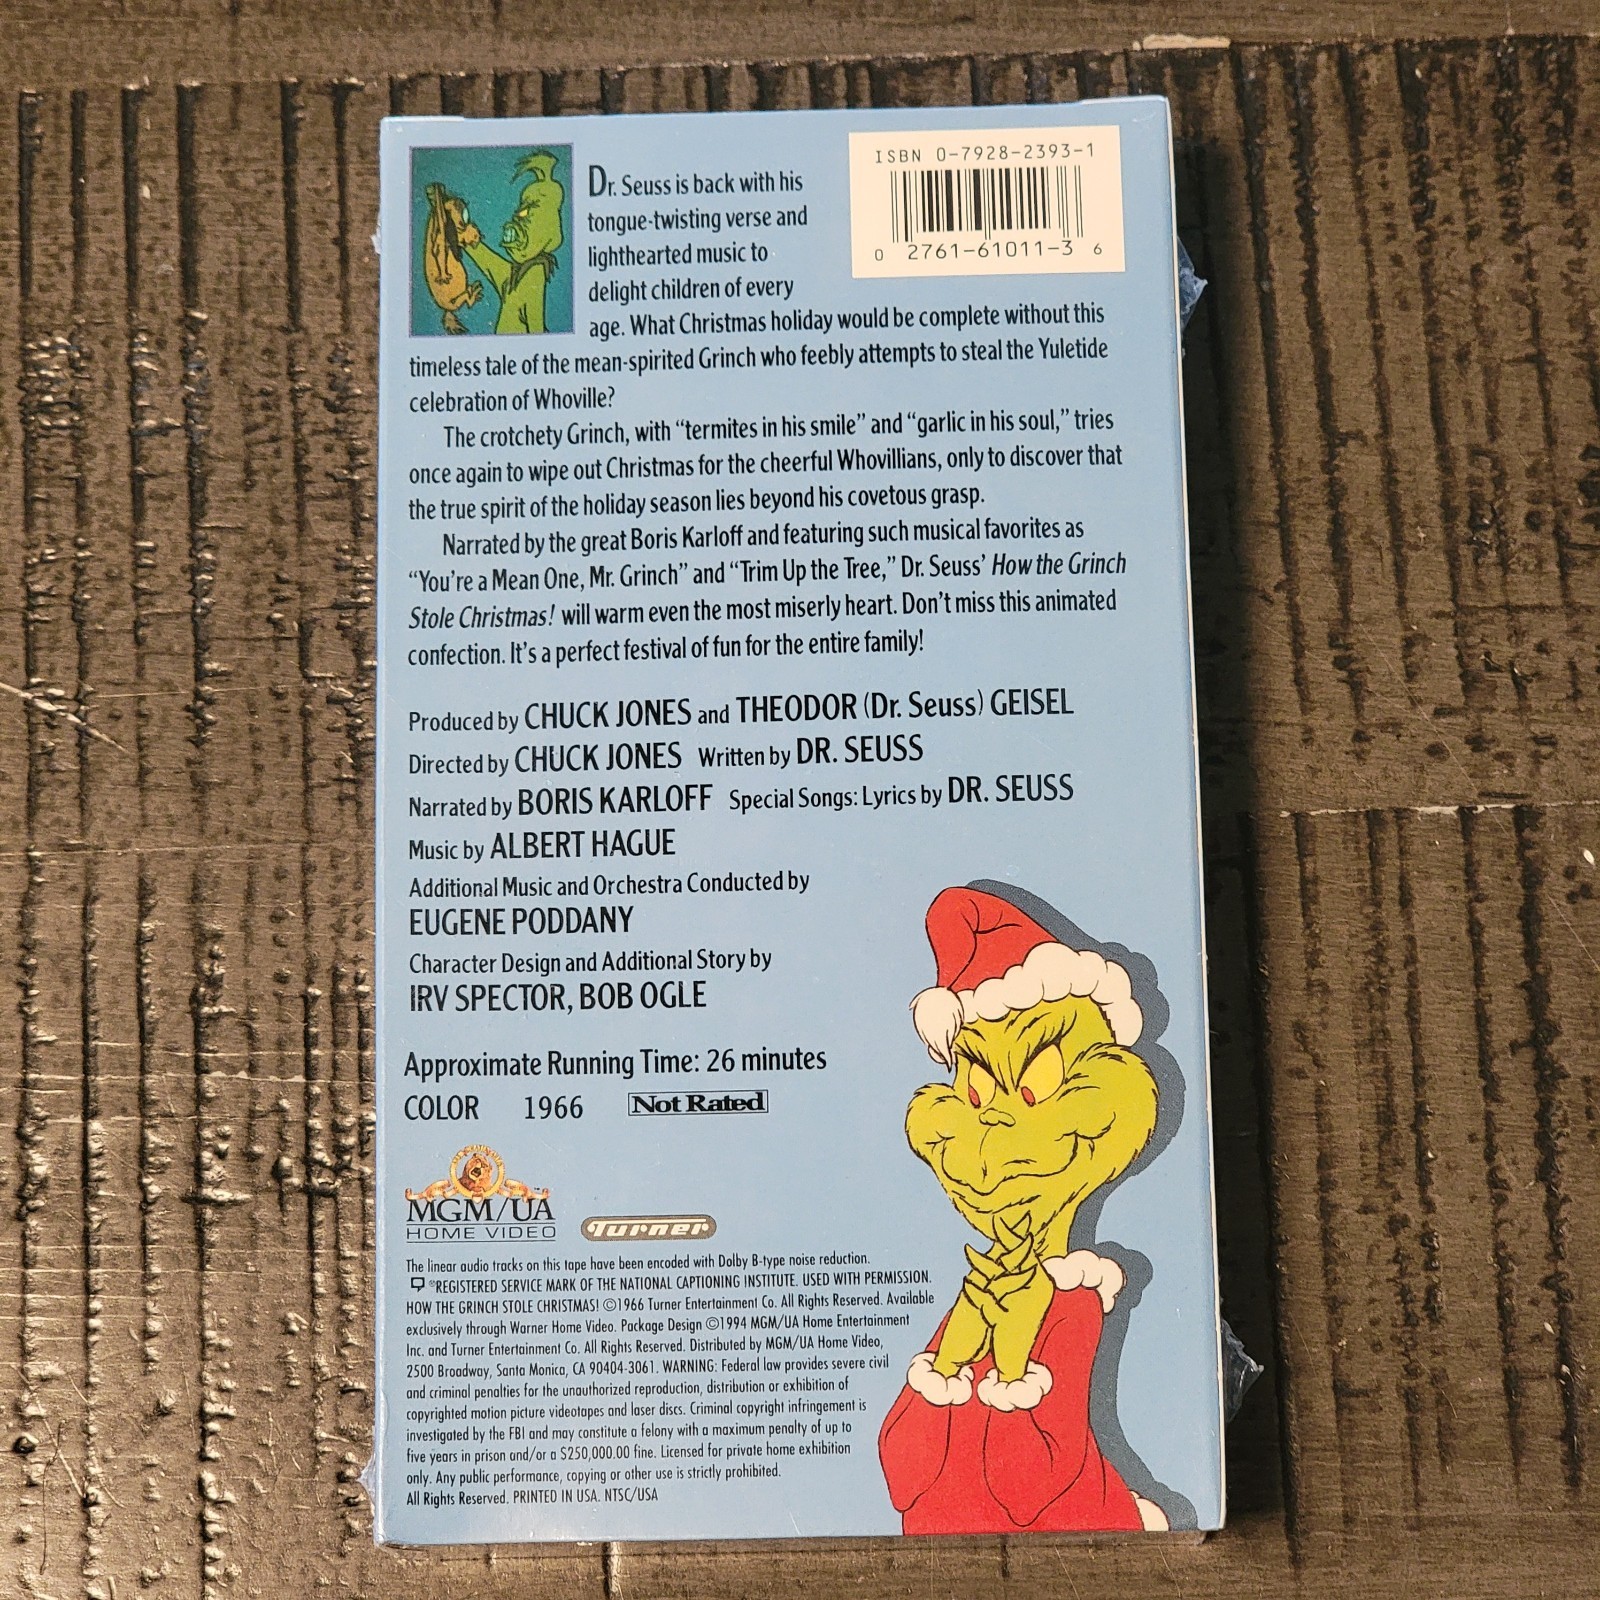 ISBN 0-7928-2393-1
0 2761-61011-3 6
Dr. Seuss is back with his
tongue-twisting verse and
lighthearted music to
delight children of every
age. What Christmas holiday would be complete without this
timeless tale of the mean-spirited Grinch who feebly attempts to steal the Yuletide
celebration of Whoville?
The crotchety Grinch, with “termites in his smile” and “garlic in his soul,” tries
once again to wipe out Christmas for the cheerful Whovillians, only to discover that
the true spirit of the holiday season lies beyond his covetous grasp.
Narrated by the great Boris Karloff and featuring such musical favorites as
“You’re a Mean One, Mr. Grinch” and “Trim Up the Tree,” Dr. Seuss’ How the Grinch
Stole Christmas! will warm even the most miserly heart. Don’t miss this animated
confection. It’s a perfect festival of fun for the entire family!
Produced by CHUCK JONES and THEODOR (Dr. Seuss) GEISEL
Directed by CHUCK JONES Written by DR. SEUSS
Narrated by BORIS KARLOFF Special Songs: Lyrics by DR. SEUSS
Music by ALBERT HAGUE
Additional Music and Orchestra Conducted by
EUGENE PODDANY
Character Design and Additional Story by
IRV SPECTOR, BOB OGLE
Approximate Running Time: 26 minutes
COLOR 1966 Not Rated
MGM/UA
HOME VIDEO
Turner
The linear audio tracks on this tape have been encoded with Dolby B-type noise reduction.
®REGISTERED SERVICE MARK OF THE NATIONAL CAPTIONING INSTITUTE. USED WITH PERMISSION.
HOW THE GRINCH STOLE CHRISTMAS! ©1966 Turner Entertainment Co. All Rights Reserved. Available
exclusively through Warner Home Video. Package Design ©1994 MGM/UA Home Entertainment
Inc. and Turner Entertainment Co. All Rights Reserved. Distributed by MGM/UA Home Video,
2500 Broadway, Santa Monica, CA 90404-3061. WARNING: Federal law provides severe civil
and criminal penalties for the unauthorized reproduction, distribution or exhibition of
copyrighted motion picture videotapes and laser discs. Criminal copyright infringement is
investigated by the FBI and may constitute a felony with a maximum penalty of up to
five years in prison and/or a $250,000.00 fine. Licensed for private home exhibition
only. Any public performance, copying or other use is strictly prohibited.
All Rights Reserved. PRINTED IN USA. NTSC/USA